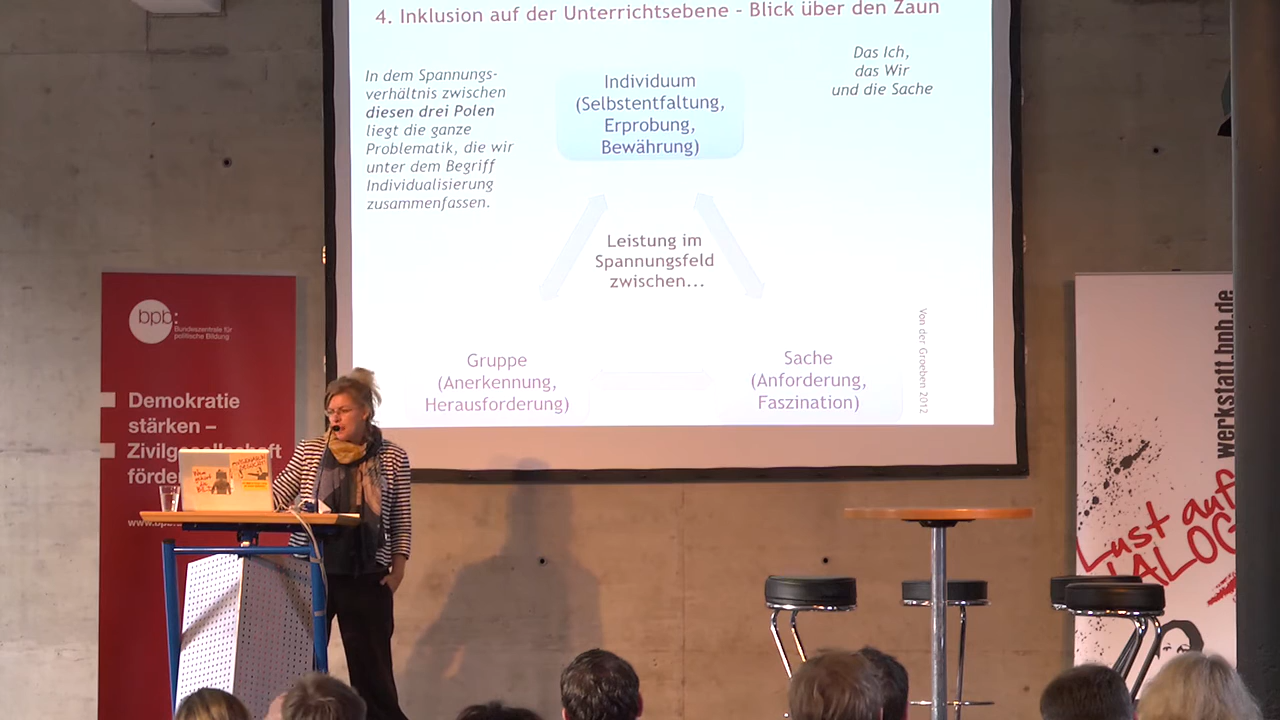 4. Inklusion auf der Unterrichtsebene – Blick über den Zaun
In dem Spannungs-
verhältnis zwischen
diesen drei Polen
liegt die ganze
Problematik, die wir
unter dem Begriff
Individualisierung
zusammenfassen.
Individuum
(Selbstentfaltung,
Erprobung,
Bewährung)
Das Ich,
das Wir
und die Sache
Leistung im
Spannungsfeld
zwischen...
Gruppe
(Anerkennung,
Herausforderung)
Sache
(Anforderung,
Faszination)
Von der Groeben 2012
bpb:
Bundeszentrale für
politische Bildung
Demokratie
stärken –
werkstatt.bpb.de
Lust auf